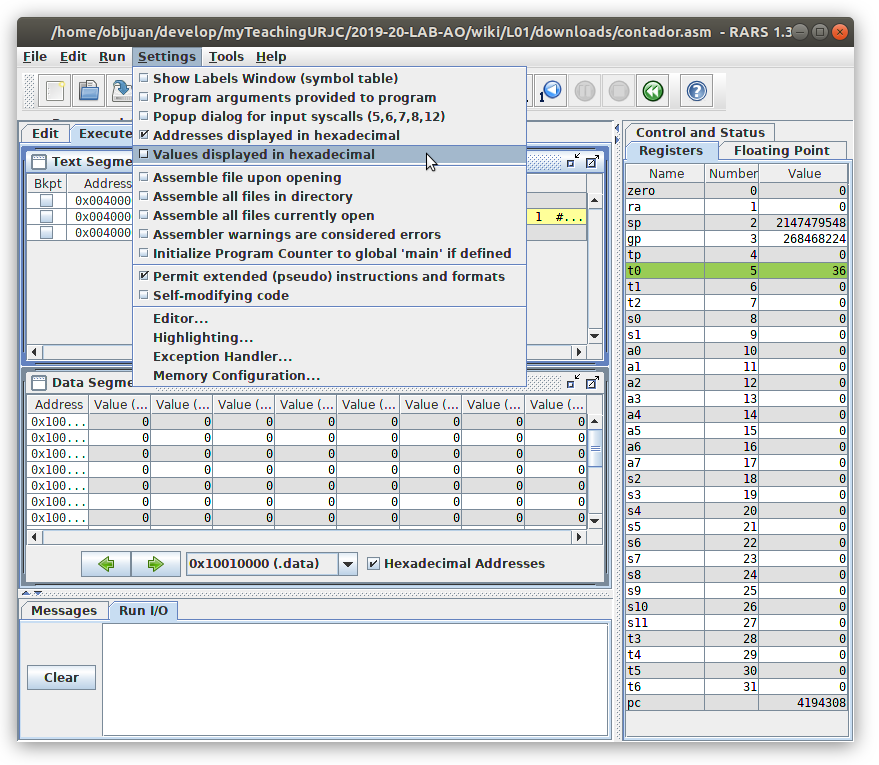 /home/obijuan/develop/myTeachingURJC/2019-20-LAB-AO/wiki/L01/downloads/contador.asm - RARS 1.3
File Edit Run Settings Tools Help
Show Labels Window (symbol table)
Program arguments provided to program
Popup dialog for input syscalls (5,6,7,8,12)
Addresses displayed in hexadecimal
Values displayed in hexadecimal
Assemble file upon opening
Assemble all files in directory
Assemble all files currently open
Assembler warnings are considered errors
Initialize Program Counter to global 'main' if defined
Permit extended (pseudo) instructions and formats
Self-modifying code
Editor...
Highlighting...
Exception Handler...
Memory Configuration...
1
Edit Execute
Text Segme
Bkpt Address
0x004000
0x004000 1 #...
0x004000
Data Segme
Address Value (... Value (... Value (... Value (... Value (... Value (... Value (... Value (...
0x100... 0 0 0 0 0 0 0 0
0x100... 0 0 0 0 0 0 0 0
0x100... 0 0 0 0 0 0 0 0
0x100... 0 0 0 0 0 0 0 0
0x100... 0 0 0 0 0 0 0 0
0x100... 0 0 0 0 0 0 0 0
0x100... 0 0 0 0 0 0 0 0
0x10010000 (.data) Hexadecimal Addresses
Messages Run I/O
Clear
Control and Status
Registers Floating Point
Name Number Value
zero 0 0
ra 1 0
sp 2 2147479548
gp 3 268468224
tp 4 0
t0 5 36
t1 6 0
t2 7 0
s0 8 0
s1 9 0
a0 10 0
a1 11 0
a2 12 0
a3 13 0
a4 14 0
a5 15 0
a6 16 0
a7 17 0
s2 18 0
s3 19 0
s4 20 0
s5 21 0
s6 22 0
s7 23 0
s8 24 0
s9 25 0
s10 26 0
s11 27 0
t3 28 0
t4 29 0
t5 30 0
t6 31 0
pc 4194308